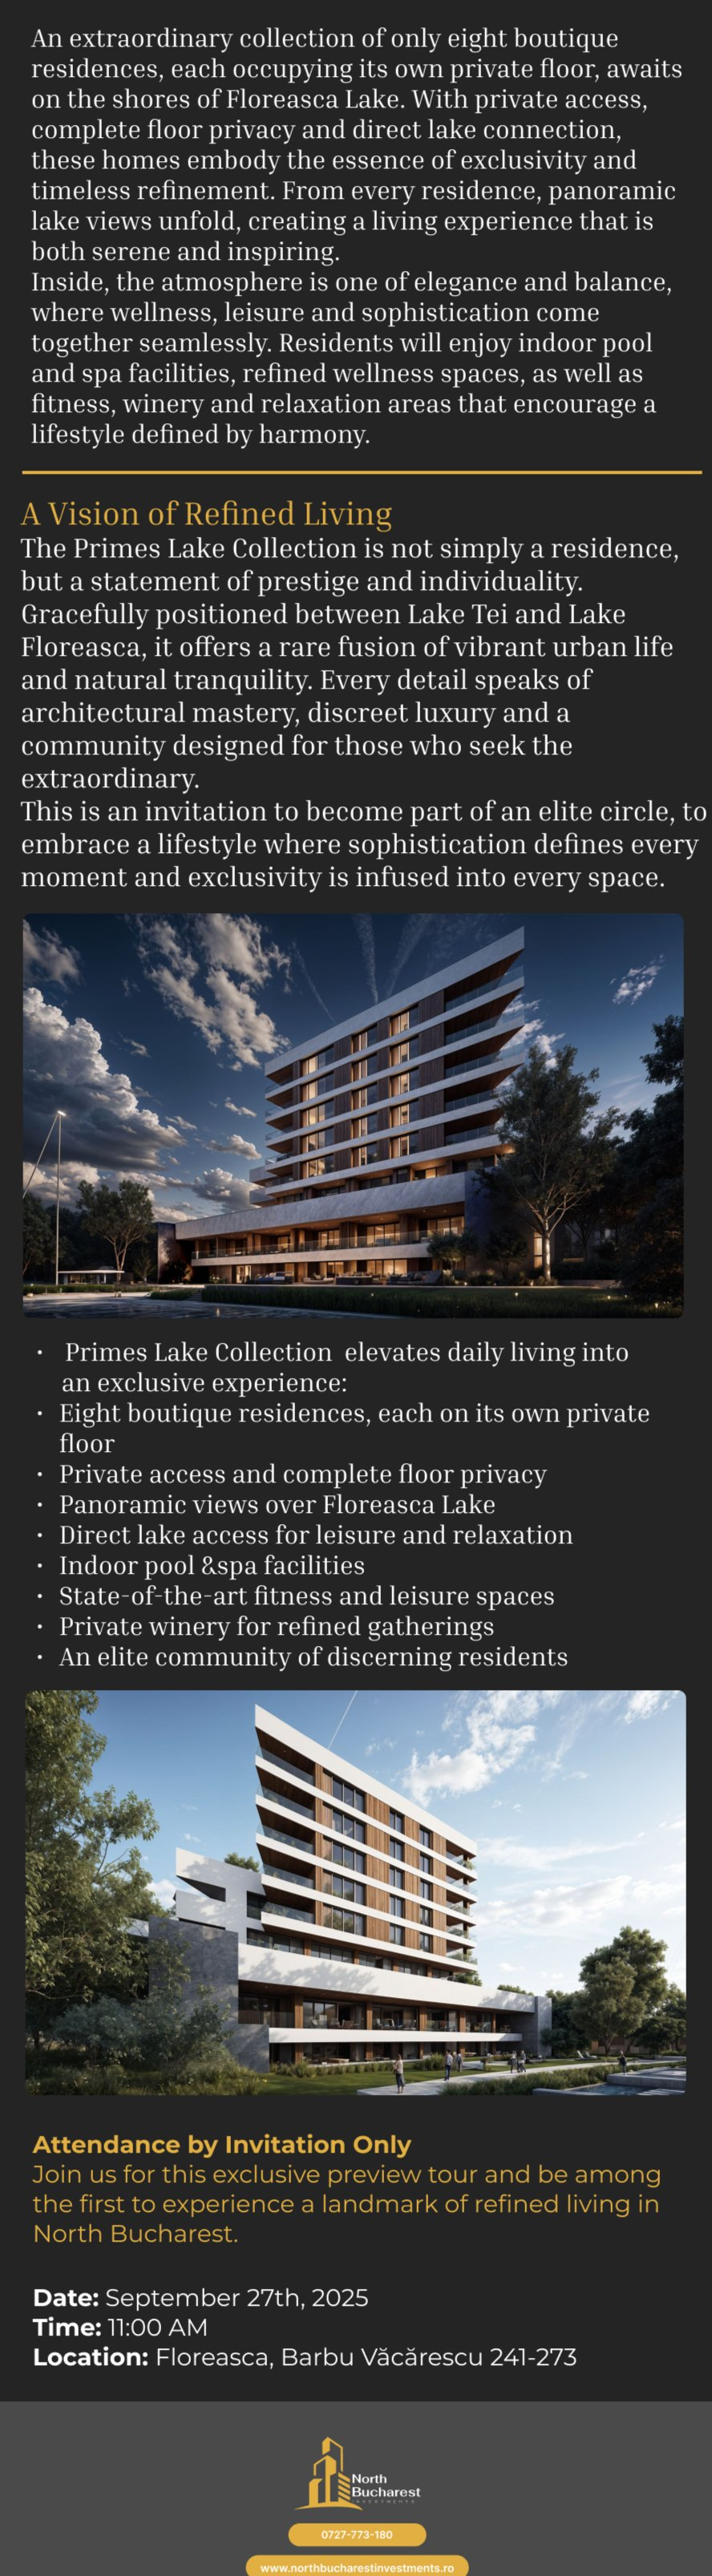 An extraordinary collection of only eight boutique
residences, each occupying its own private floor, awaits
on the shores of Floreasca Lake. With private access,
complete floor privacy and direct lake connection,
these homes embody the essence of exclusivity and
timeless refinement. From every residence, panoramic
lake views unfold, creating a living experience that is
both serene and inspiring.
Inside, the atmosphere is one of elegance and balance,
where wellness, leisure and sophistication come
together seamlessly. Residents will enjoy indoor pool
and spa facilities, refined wellness spaces, as well as
fitness, winery and relaxation areas that encourage a
lifestyle defined by harmony.
A Vision of Refined Living
The Primes Lake Collection is not simply a residence,
but a statement of prestige and individuality.
Gracefully positioned between Lake Tei and Lake
Floreasca, it offers a rare fusion of vibrant urban life
and natural tranquility. Every detail speaks of
architectural mastery, discreet luxury and a
community designed for those who seek the
extraordinary.
This is an invitation to become part of an elite circle, to
embrace a lifestyle where sophistication defines every
moment and exclusivity is infused into every space.
• Primes Lake Collection elevates daily living into
an exclusive experience:
• Eight boutique residences, each on its own private
floor
• Private access and complete floor privacy
• Panoramic views over Floreasca Lake
• Direct lake access for leisure and relaxation
• Indoor pool &spa facilities
• State-of-the-art fitness and leisure spaces
• Private winery for refined gatherings
• An elite community of discerning residents
Attendance by Invitation Only
Join us for this exclusive preview tour and be among
the first to experience a landmark of refined living in
North Bucharest.
Date: September 27th, 2025
Time: 11:00 AM
Location: Floreasca, Barbu Văcărescu 241-273
North
Bucharest
INVESTMENTS
0727-773-180
www.northbucharestinvestments.ro